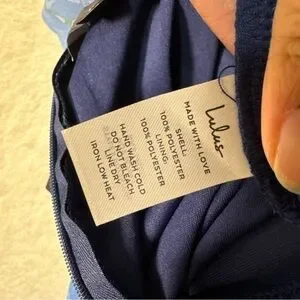 Lulus
MADE WITH LOVE
SHELL:
100% POLYESTER
LINING:
100% POLYESTER
HAND WASH COLD
DO NOT BLEACH
LINE DRY
IRON LOW HEAT